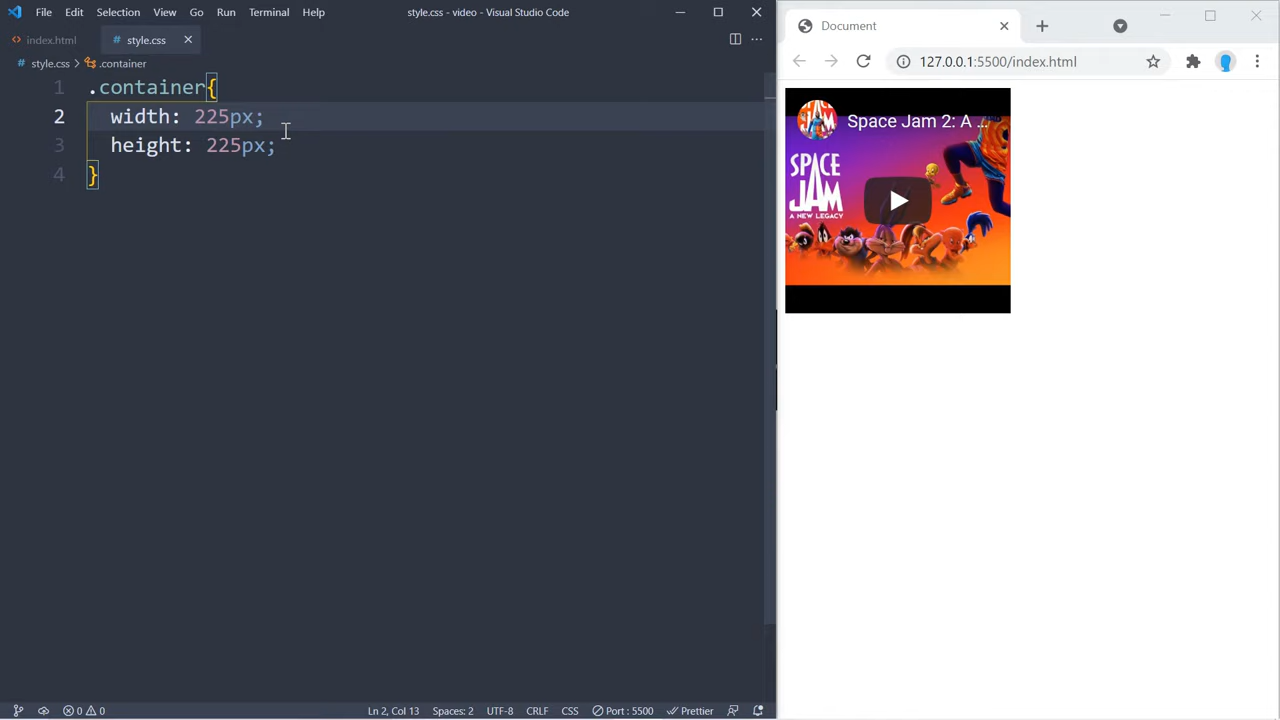 File Edit Selection View Go Run Terminal Help
style.css - video - Visual Studio Code
index.html
style.css
style.css > .container
1 .container{
2 width: 225px;
3 height: 225px;
4 }
Ln 2, Col 13 Spaces: 2 UTF-8 CRLF CSS Port : 5500 Prettier
0 0
Document
127.0.0.1:5500/index.html
Space Jam 2: A ...
SPACE
JAM
A NEW LEGACY